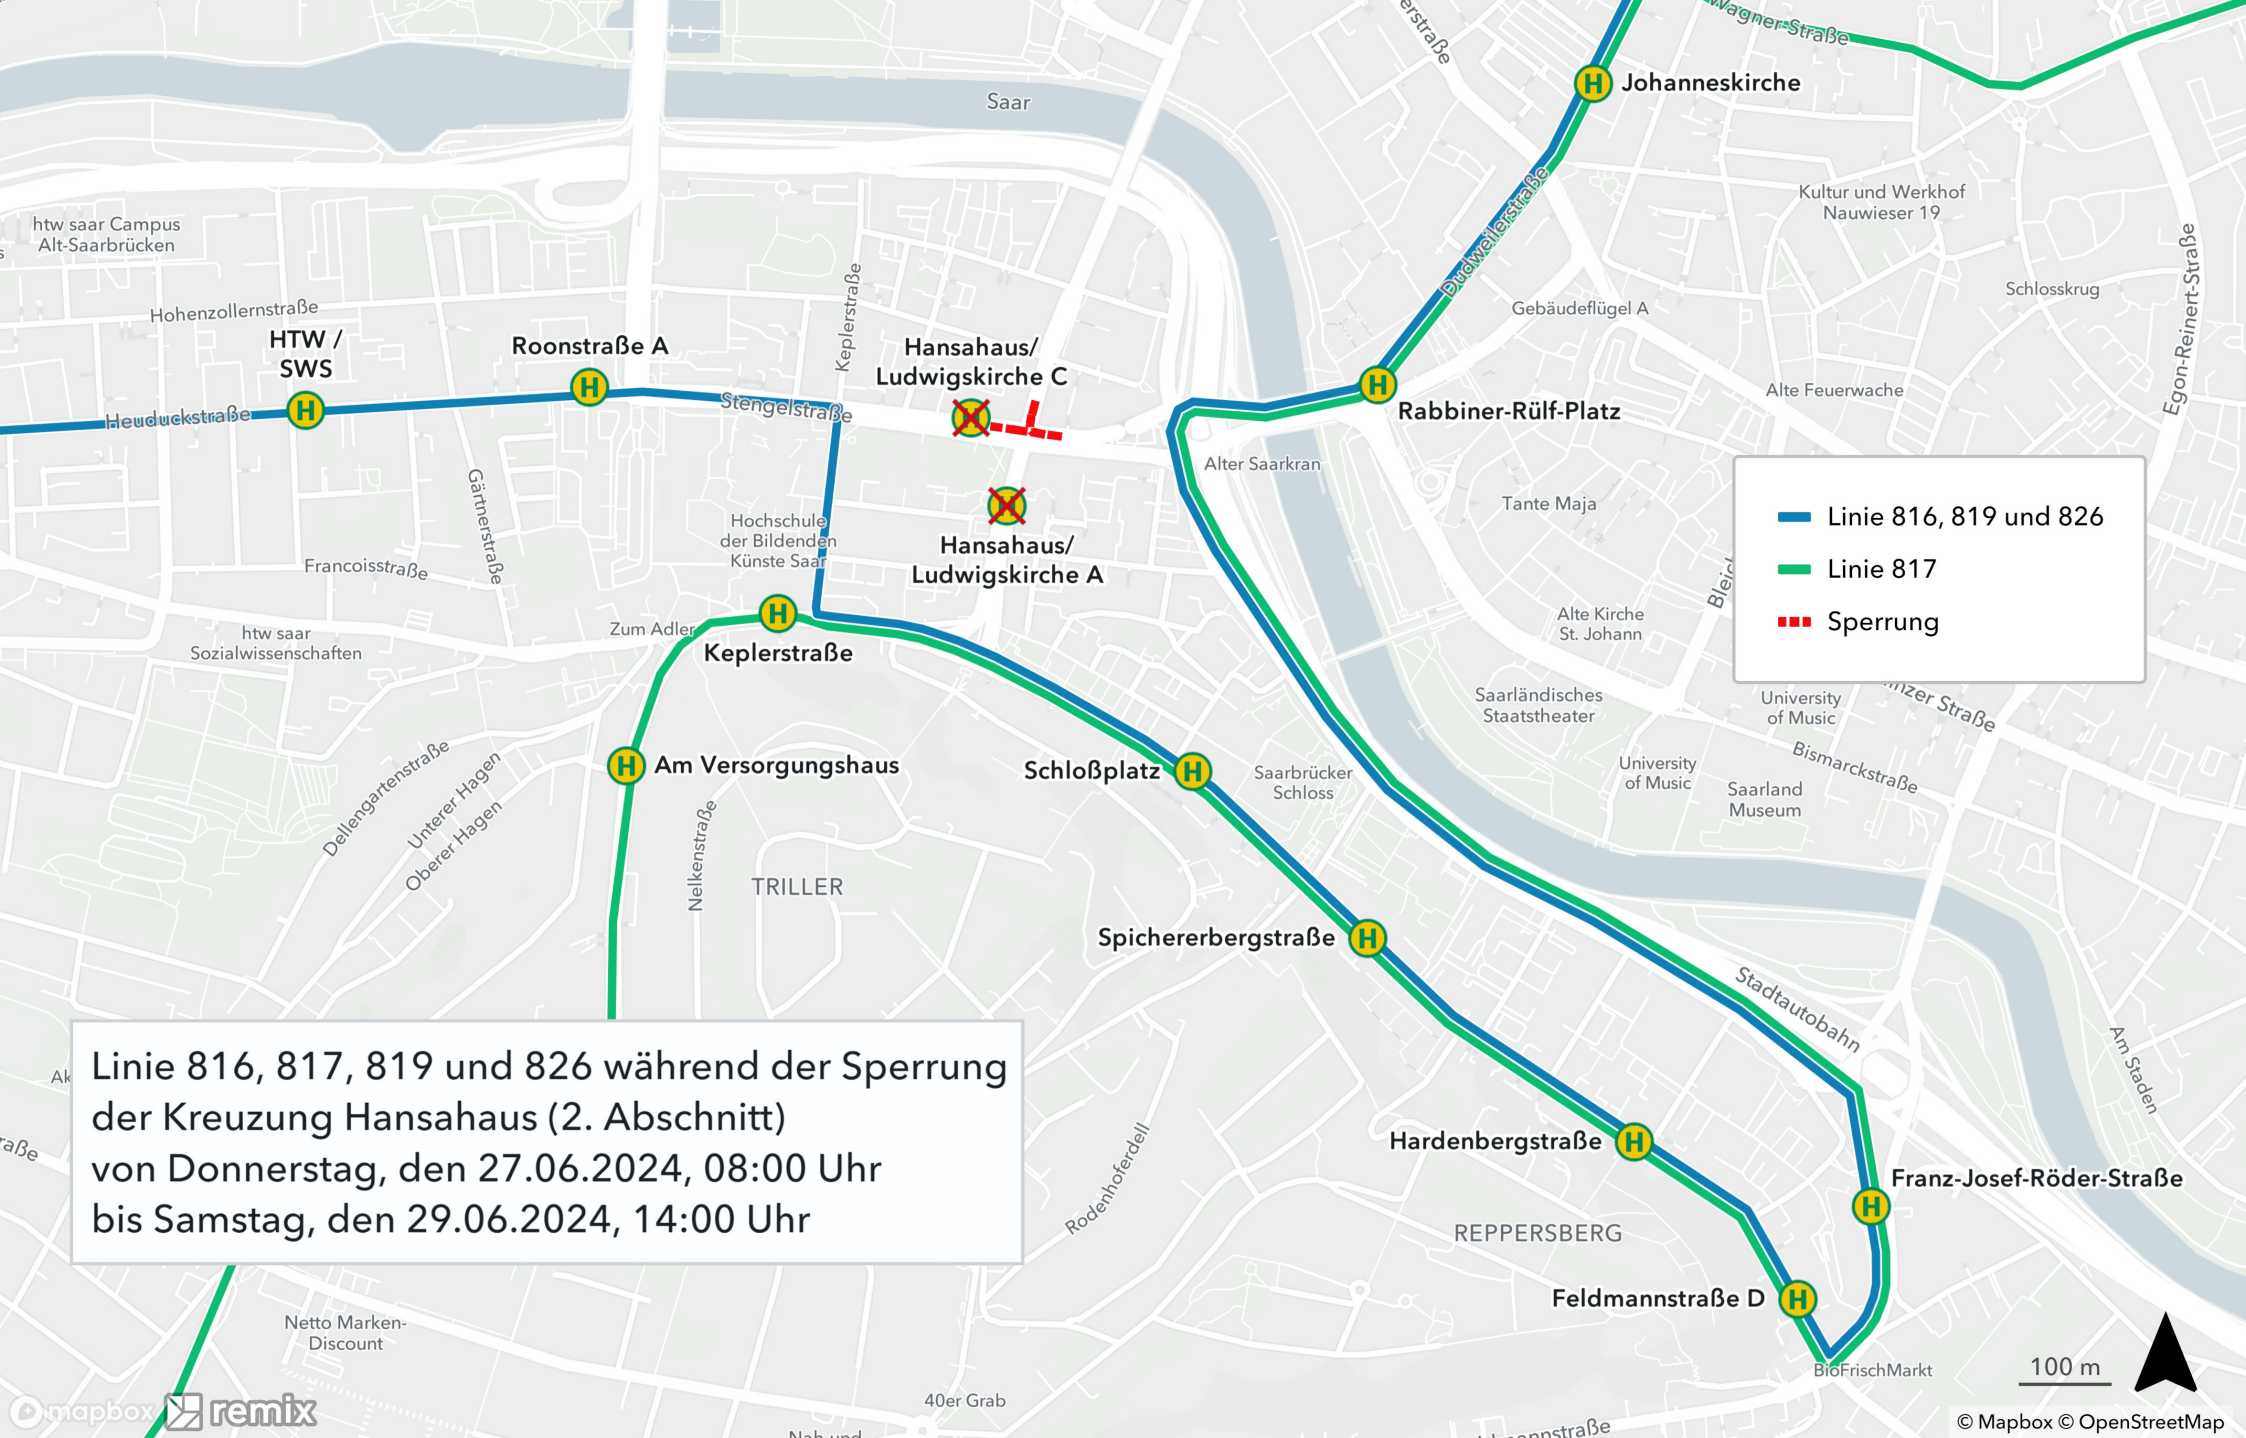 Wagner Straße
Johanneskirche
Saar
Kultur und Werkhof
Nauwieser 19
htw saar Campus
Alt-Saarbrücken
Dudweilerstraße
Egon-Reinert-Straße
Schlosskrug
Hohenzollernstraße
Keplerstraße
Gebäudeflügel A
HTW /
SWS
Roonstraße A
Hansahaus/
Ludwigskirche C
Alte Feuerwache
Heuduckstraße
Stengelstraße
Rabbiner-Rülf-Platz
Alter Saarkran
Tante Maja
Gärtnerstraße
Hochschule
der Bildenden
Künste Saar
Hansahaus/
Ludwigskirche A
Francoisstraße
Linie 816, 819 und 826
Linie 817
Sperrung
Alte Kirche
St. Johann
htw saar
Sozialwissenschaften
Zum Adler
Keplerstraße
Saarländisches
Staatstheater
University
of Music
Bismarckstraße
University
of Music
Saarland
Museum
Am Versorgungshaus
Schloßplatz
Saarbrücker
Schloss
Dellengartenstraße
Unterer Hagen
Oberer Hagen
Nelkenstraße
TRILLER
Spichererbergstraße
Stadtautobahn
Am Staden
Linie 816, 817, 819 und 826 während der Sperrung
der Kreuzung Hansahaus (2. Abschnitt)
von Donnerstag, den 27.06.2024, 08:00 Uhr
bis Samstag, den 29.06.2024, 14:00 Uhr
Rodenhoferdell
Hardenbergstraße
Franz-Josef-Röder-Straße
REPPERSBERG
Feldmannstraße D
Netto Marken-
Discount
BioFrischMarkt
100 m
40er Grab
mapbox
remix
© Mapbox © OpenStreetMap